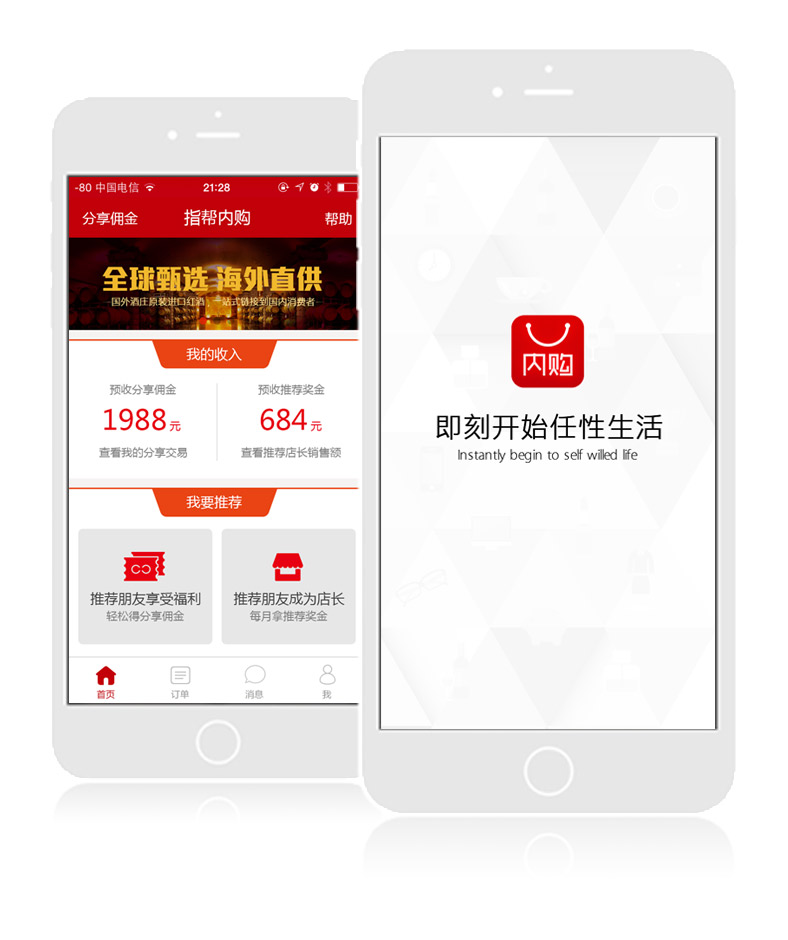 -80 中国电信 21:28
分享佣金 指帮内购 帮助
全球甄选 海外直供
国外酒庄原装进口红酒，一站式链接到国内消费者
我的收入
预收分享佣金 预收推荐奖金
1988元 684元
查看我的分享交易 查看推荐店长销售额
我要推荐
推荐朋友享受福利 推荐朋友成为店长
轻松得分享佣金 每月拿推荐奖金
首页 订单 消息 我
内购
即刻开始任性生活
Instantly begin to self willed life